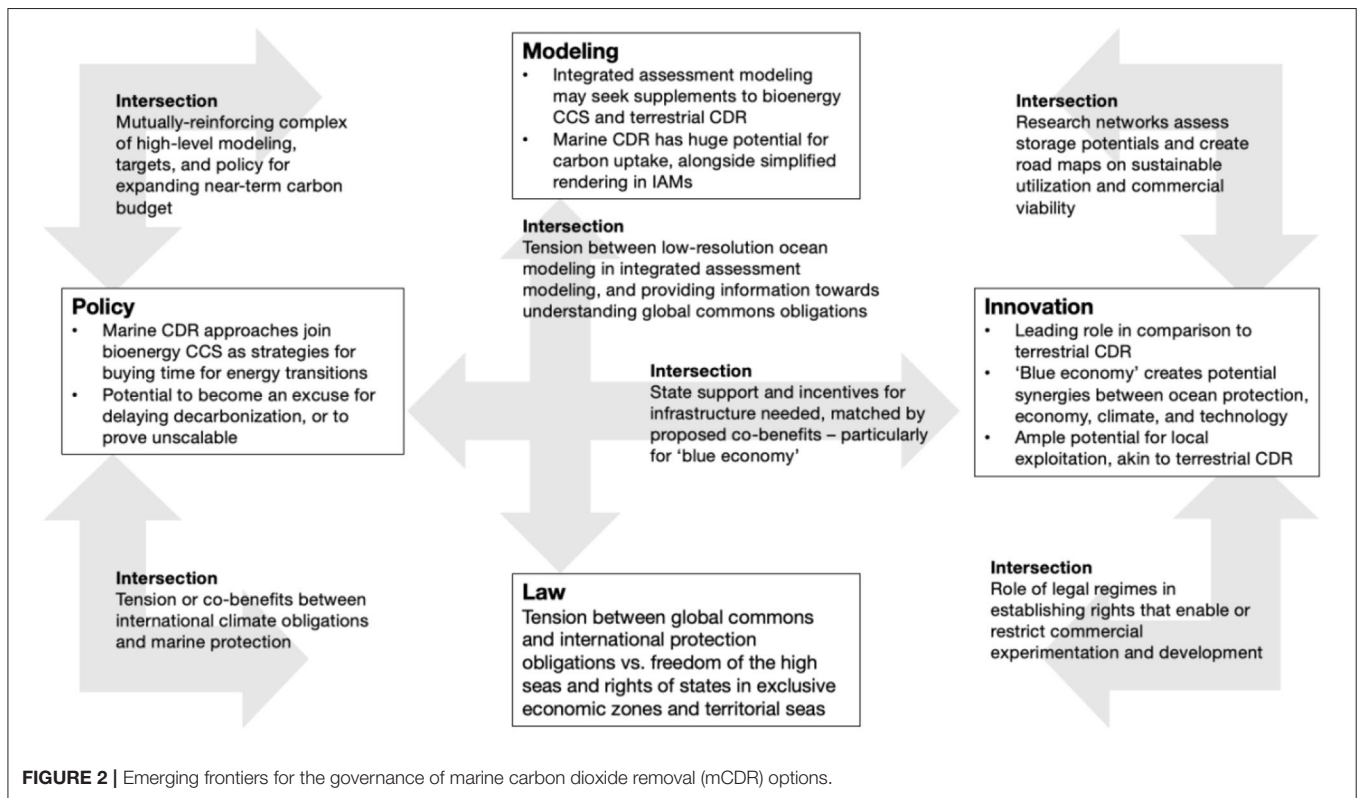 Modeling
• Integrated assessment modeling
may seek supplements to bioenergy
CCS and terrestrial CDR
• Marine CDR has huge potential for
carbon uptake, alongside simplified
rendering in IAMs
Intersection
Mutually-reinforcing complex
of high-level modeling,
targets, and policy for
expanding near-term carbon
budget
Intersection
Research networks assess
storage potentials and create
road maps on sustainable
utilization and commercial
viability
Intersection
Tension between low-resolution ocean
modeling in integrated assessment
modeling, and providing information towards
understanding global commons obligations
Policy
• Marine CDR approaches join
bioenergy CCS as strategies for
buying time for energy transitions
• Potential to become an excuse for
delaying decarbonization, or to
prove unscalable
Intersection
State support and incentives for
infrastructure needed, matched by
proposed co-benefits – particularly
for ‘blue economy’
Innovation
• Leading role in comparison to
terrestrial CDR
• ‘Blue economy’ creates potential
synergies between ocean protection,
economy, climate, and technology
• Ample potential for local
exploitation, akin to terrestrial CDR
Intersection
Tension or co-benefits between
international climate obligations
and marine protection
Law
Tension between global commons
and international protection
obligations vs. freedom of the high
seas and rights of states in exclusive
economic zones and territorial seas
Intersection
Role of legal regimes in
establishing rights that enable or
restrict commercial
experimentation and development
FIGURE 2 | Emerging frontiers for the governance of marine carbon dioxide removal (mCDR) options.